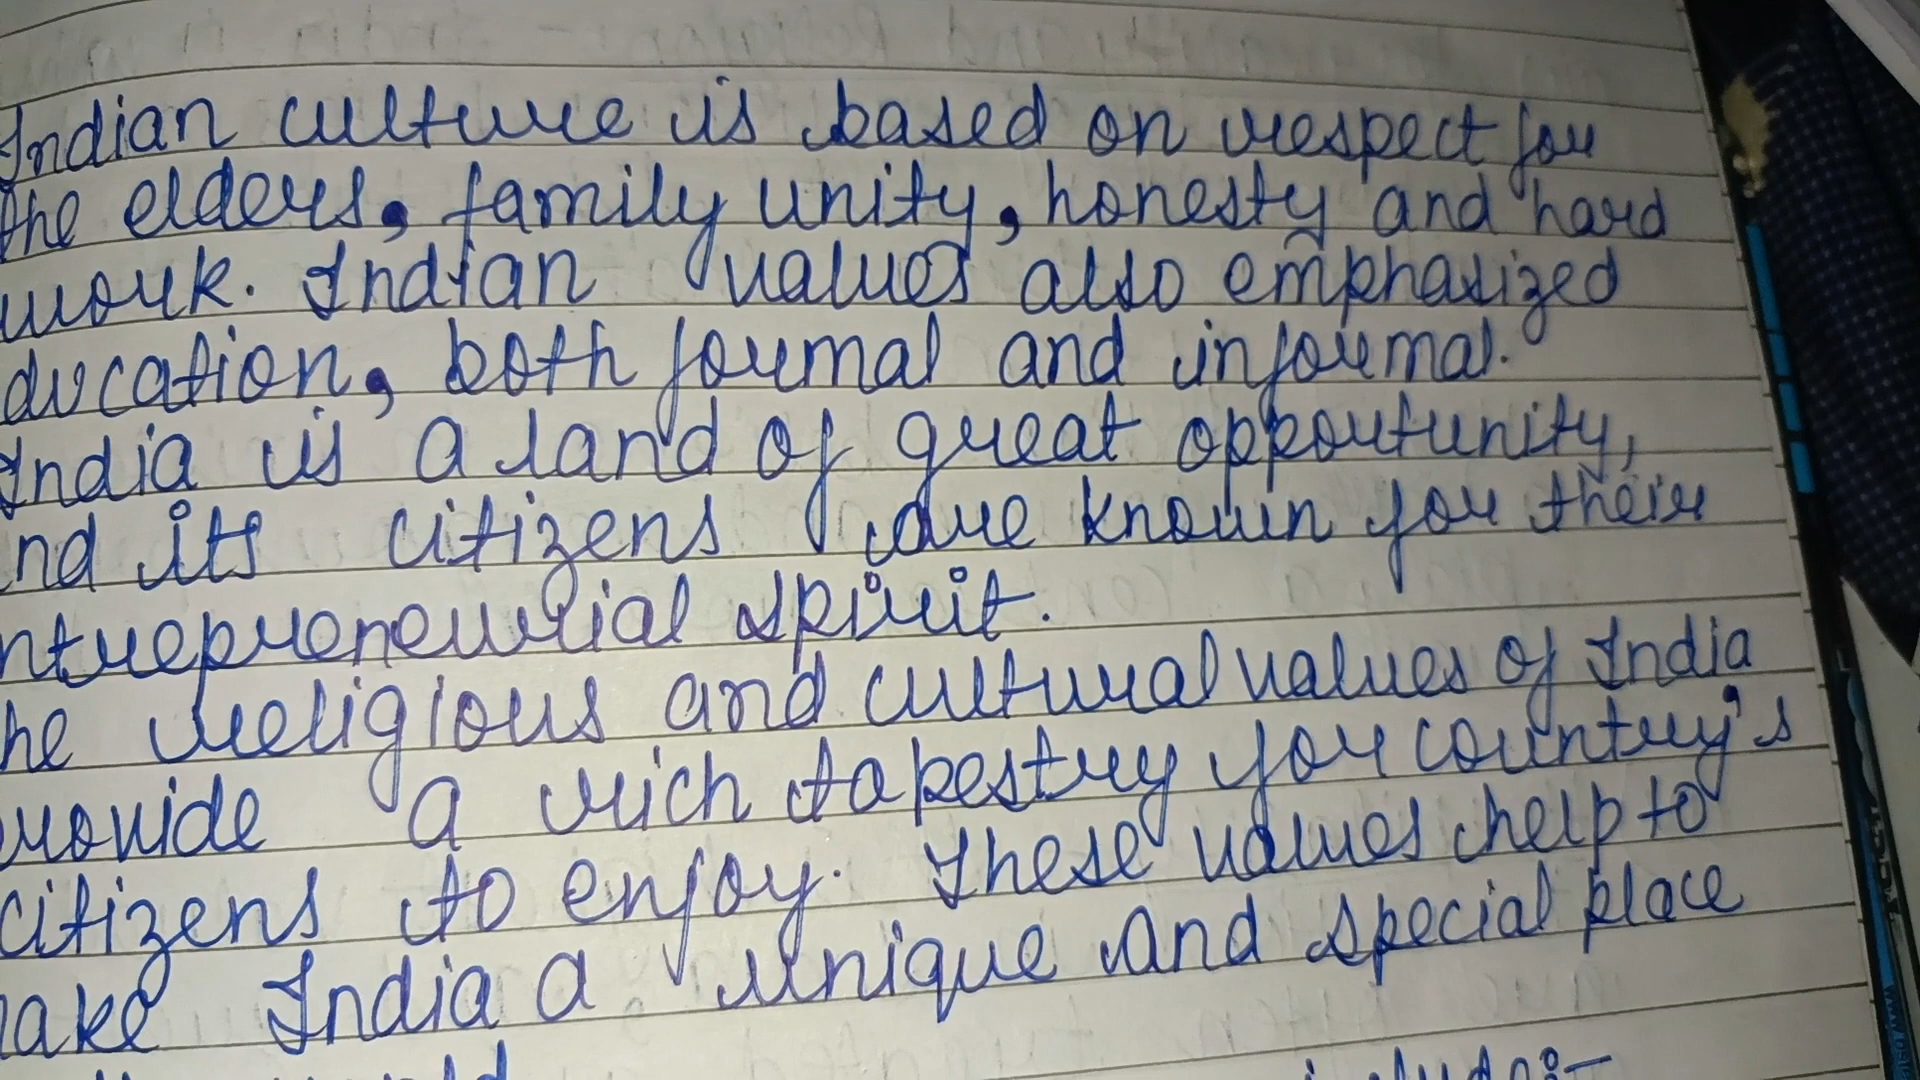 Indian culture is based on respect for
the elders, family unity, honesty and hard
work. Indian values also emphasized
ducation, both formal and informal.
India is a land of great opportunity,
nd its citizens are known for their
ntrepreneurial spirit.
he religious and cultural values of India
rovide a rich tapestry for country's
citizens to enjoy. These values help to
ake India a unique and special place